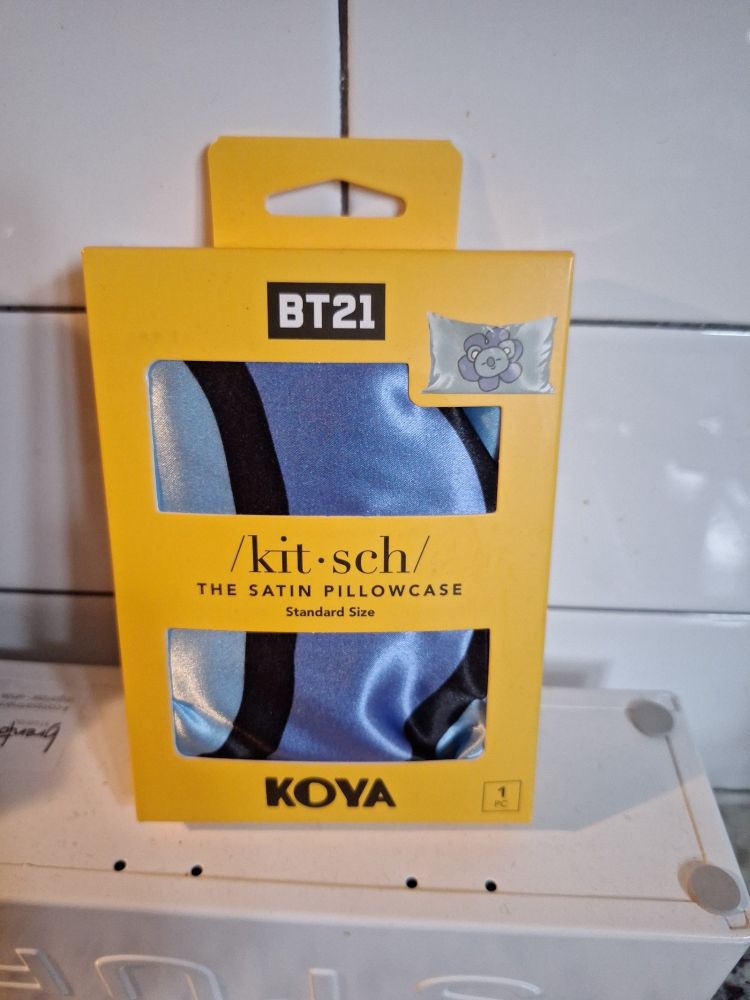 BT21
/kit·sch/
THE SATIN PILLOWCASE
Standard Size
KOYA
1
PC